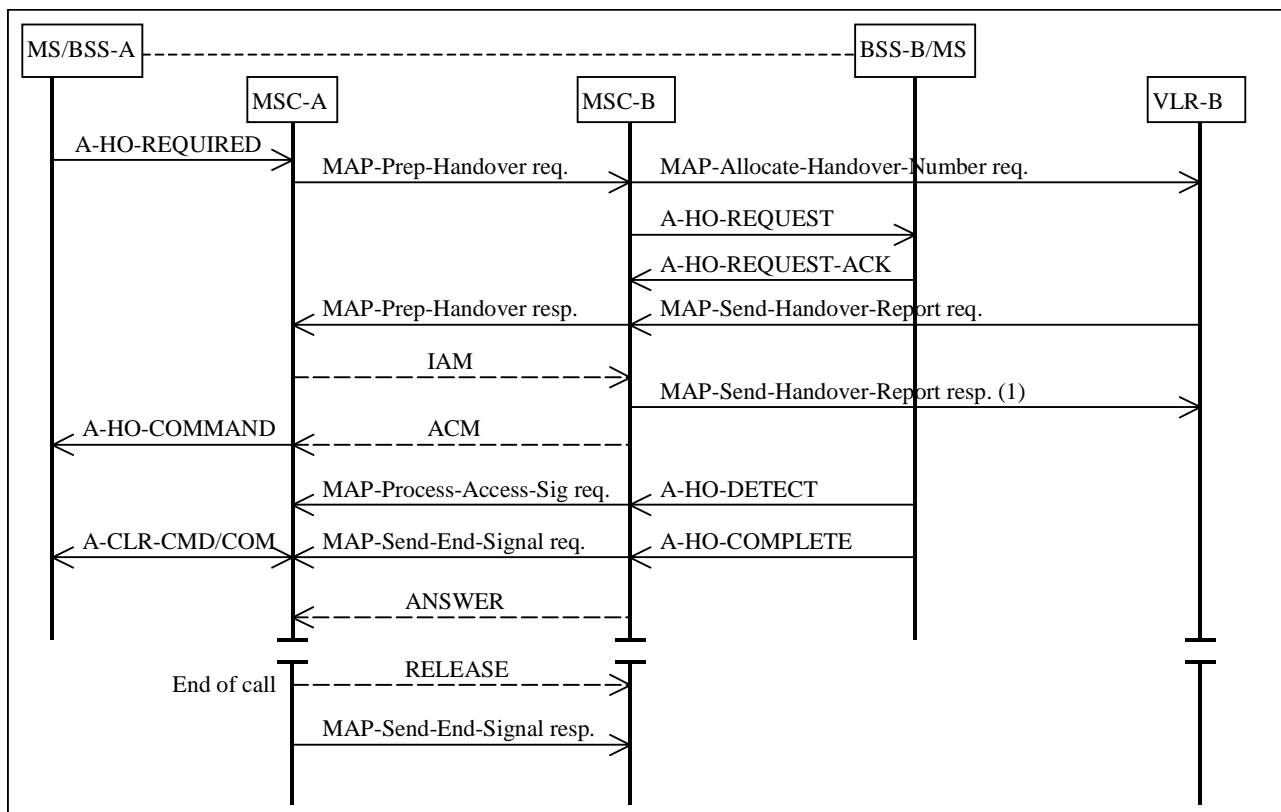 MS/BSS-A
BSS-B/MS
MSC-A
MSC-B
VLR-B
A-HO-REQUIRED
MAP-Prep-Handover req.
MAP-Allocate-Handover-Number req.
A-HO-REQUEST
A-HO-REQUEST-ACK
MAP-Prep-Handover resp.
MAP-Send-Handover-Report req.
IAM
MAP-Send-Handover-Report resp. (1)
A-HO-COMMAND
ACM
MAP-Process-Access-Sig req.
A-HO-DETECT
A-CLR-CMD/COM
MAP-Send-End-Signal req.
A-HO-COMPLETE
ANSWER
RELEASE
End of call
MAP-Send-End-Signal resp.